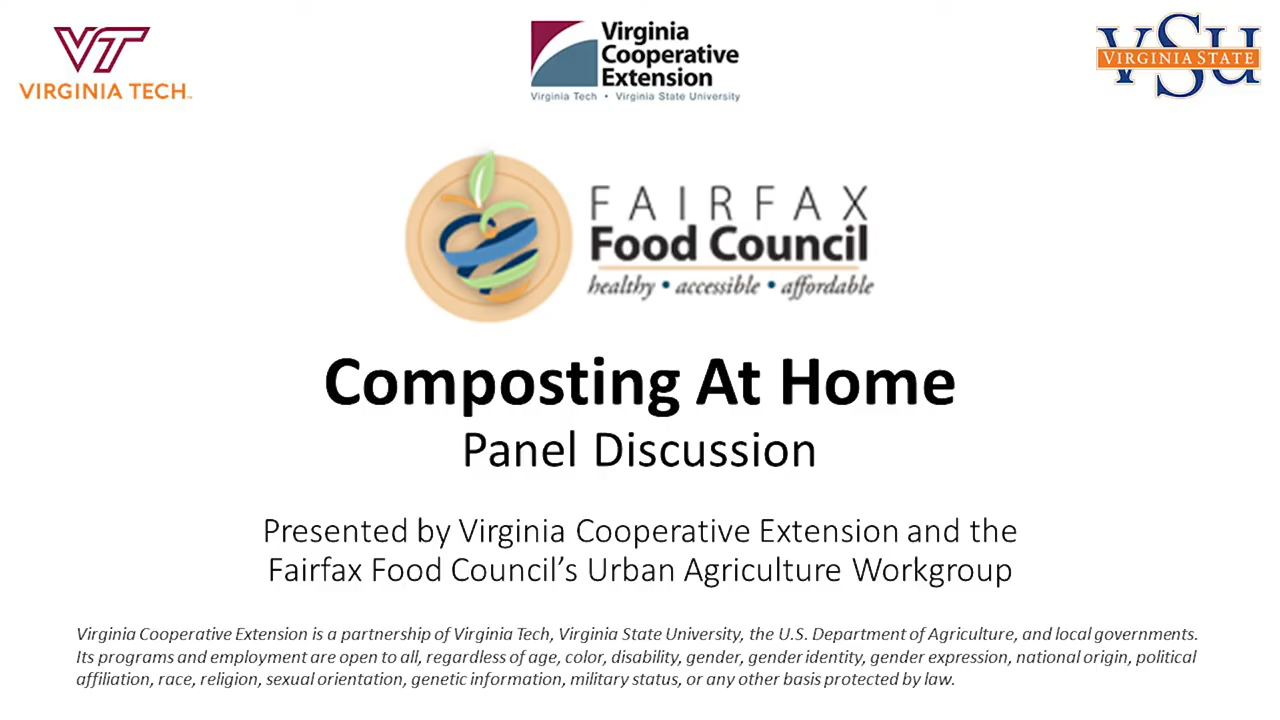 VT
VIRGINIA TECH™
Virginia
Cooperative
Extension
Virginia Tech • Virginia State University
VSU
VIRGINIA STATE
FAIRFAX
Food Council
healthy • accessible • affordable
Composting At Home
Panel Discussion
Presented by Virginia Cooperative Extension and the
Fairfax Food Council’s Urban Agriculture Workgroup
Virginia Cooperative Extension is a partnership of Virginia Tech, Virginia State University, the U.S. Department of Agriculture, and local governments.
Its programs and employment are open to all, regardless of age, color, disability, gender, gender identity, gender expression, national origin, political
affiliation, race, religion, sexual orientation, genetic information, military status, or any other basis protected by law.